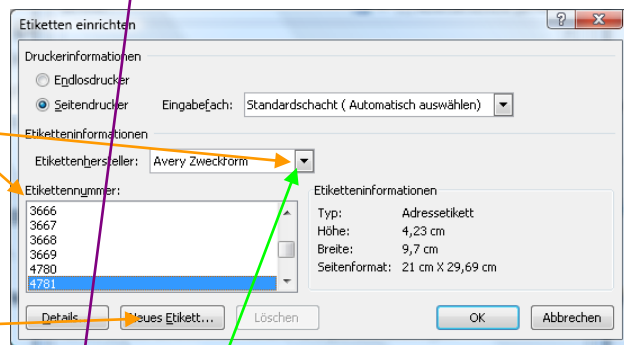 Etiketten einrichten
Druckerinformationen
Endlosdrucker
Seitendrucker Eingabefach: Standardschacht ( Automatisch auswählen)
Etiketteninformationen
Etikettenhersteller: Avery Zweckform
Etikettennummer:
3666
3667
3668
3669
4780
4781
Etiketteninformationen
Typ: Adressetikett
Höhe: 4,23 cm
Breite: 9,7 cm
Seitenformat: 21 cm X 29,69 cm
Details... Neues Etikett... Löschen OK Abbrechen